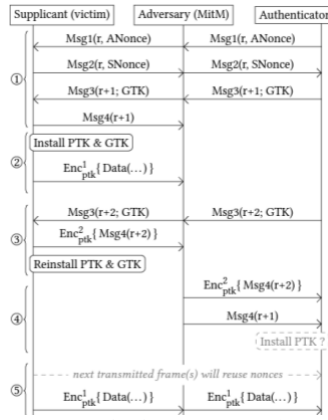 Supplicant (victim) Adversary (MitM) Authenticator
Msg1(r, ANonce) Msg1(r, ANonce)
Msg2(r, SNonce) Msg2(r, SNonce)
① Msg3(r+1; GTK) Msg3(r+1; GTK)
Msg4(r+1)
Install PTK & GTK
② Enc¹ptk{ Data(…) }
Msg3(r+2; GTK) Msg3(r+2; GTK)
③ Enc²ptk{ Msg4(r+2) }
Reinstall PTK & GTK
Enc²ptk{ Msg4(r+2) }
④ Msg4(r+1)
Install PTK ?
next transmitted frame(s) will reuse nonces
⑤ Enc¹ptk{ Data(…) } Enc¹ptk{ Data(…) }